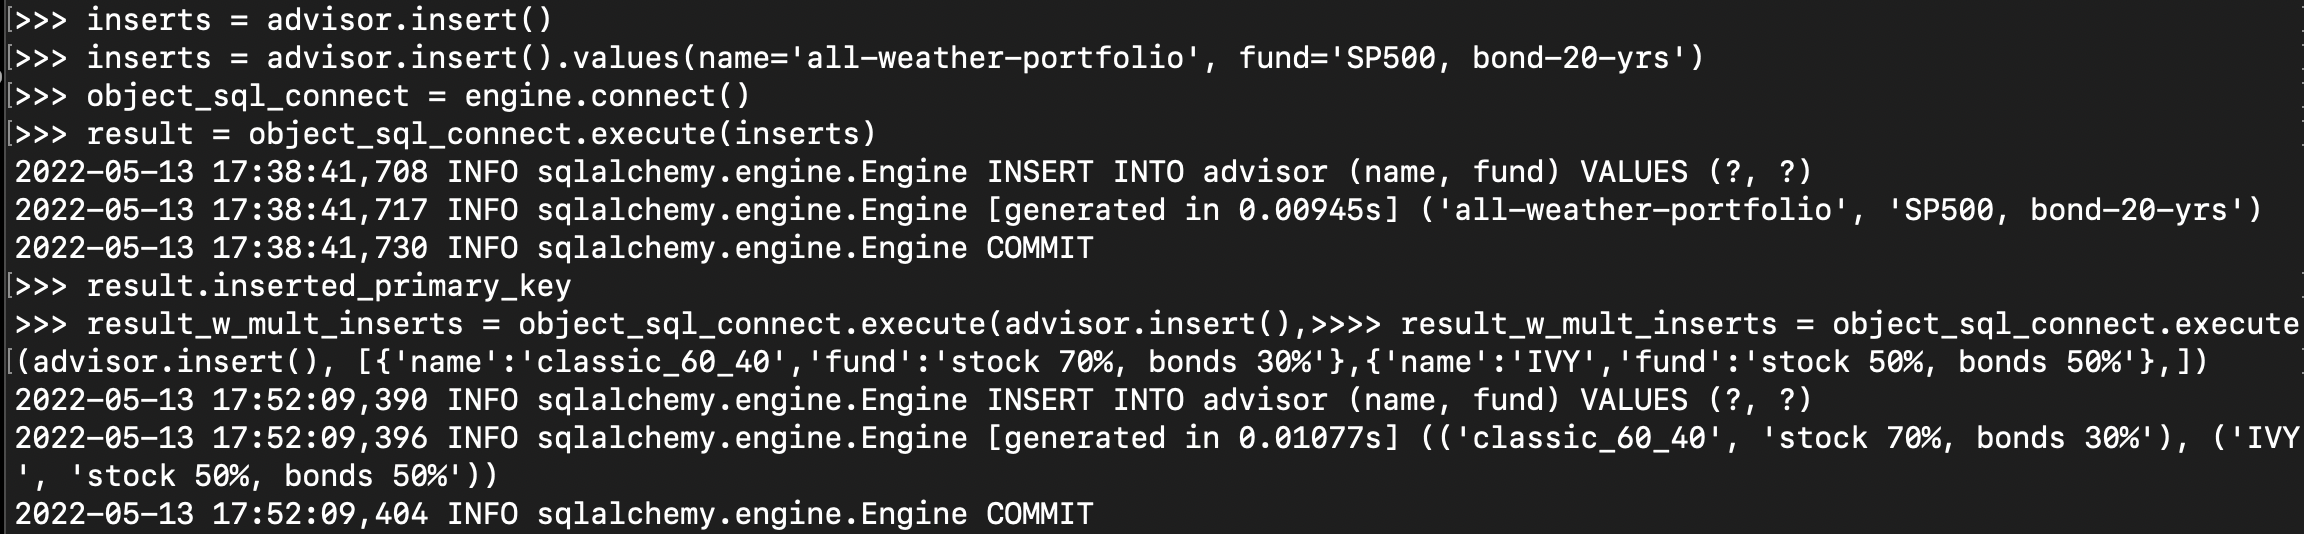 [>>> inserts = advisor.insert()
[>>> inserts = advisor.insert().values(name='all-weather-portfolio', fund='SP500, bond-20-yrs')
[>>> object_sql_connect = engine.connect()
[>>> result = object_sql_connect.execute(inserts)
2022-05-13 17:38:41,708 INFO sqlalchemy.engine.Engine INSERT INTO advisor (name, fund) VALUES (?, ?)
2022-05-13 17:38:41,717 INFO sqlalchemy.engine.Engine [generated in 0.00945s] ('all-weather-portfolio', 'SP500, bond-20-yrs')
2022-05-13 17:38:41,730 INFO sqlalchemy.engine.Engine COMMIT
[>>> result.inserted_primary_key
>>> result_w_mult_inserts = object_sql_connect.execute(advisor.insert(),>>>> result_w_mult_inserts = object_sql_connect.execute
[(advisor.insert(), [{'name':'classic_60_40','fund':'stock 70%, bonds 30%'},{'name':'IVY','fund':'stock 50%, bonds 50%'},])
2022-05-13 17:52:09,390 INFO sqlalchemy.engine.Engine INSERT INTO advisor (name, fund) VALUES (?, ?)
2022-05-13 17:52:09,396 INFO sqlalchemy.engine.Engine [generated in 0.01077s] (('classic_60_40', 'stock 70%, bonds 30%'), ('IVY
', 'stock 50%, bonds 50%'))
2022-05-13 17:52:09,404 INFO sqlalchemy.engine.Engine COMMIT